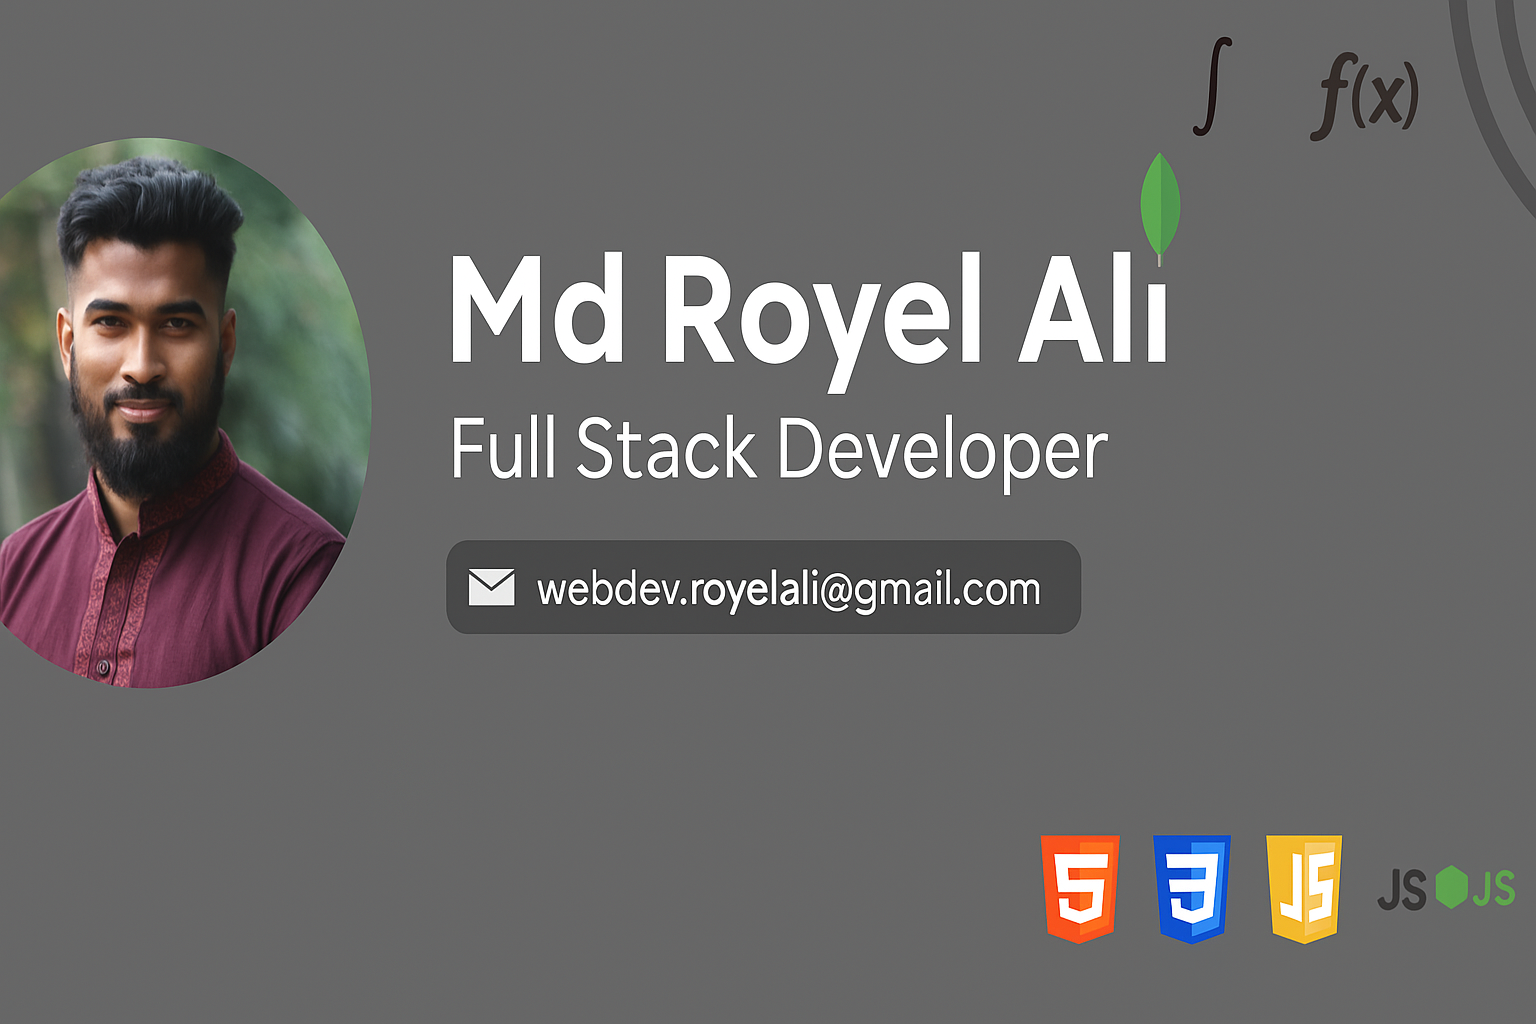 ∫ f(x)
Md Royel Ali
Full Stack Developer
webdev.royelali@gmail.com
5 3 JS JS JS